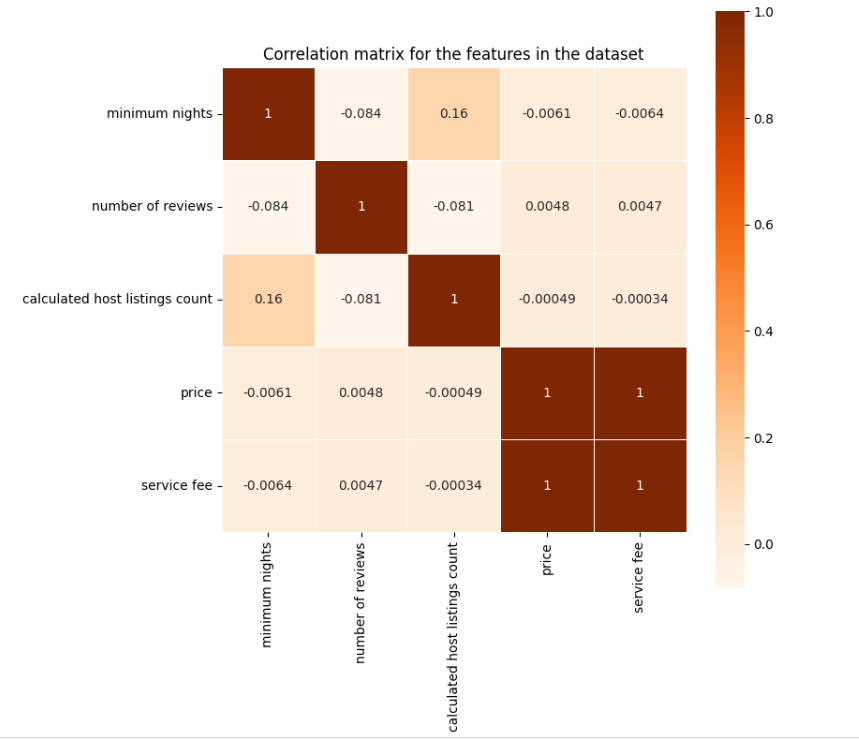 Correlation matrix for the features in the dataset
minimum nights
1 -0.084 0.16 -0.0061 -0.0064
number of reviews
-0.084 1 -0.081 0.0048 0.0047
calculated host listings count
0.16 -0.081 1 -0.00049 -0.00034
price
-0.0061 0.0048 -0.00049 1 1
service fee
-0.0064 0.0047 -0.00034 1 1
minimum nights
number of reviews
calculated host listings count
price
service fee
1.0
0.8
0.6
0.4
0.2
0.0